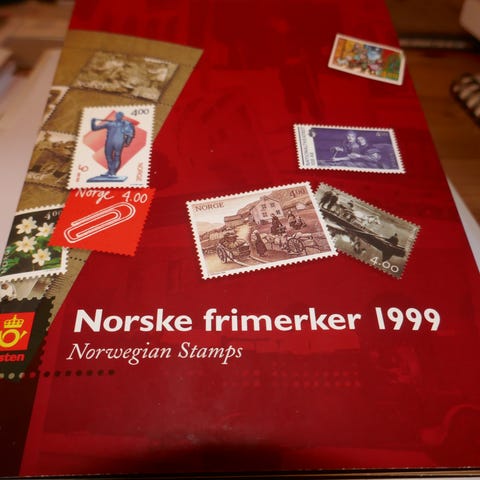 4.00
NORGE
4.00
Norge 4.00
4.00
Norske frimerker 1999
Norwegian Stamps
sten